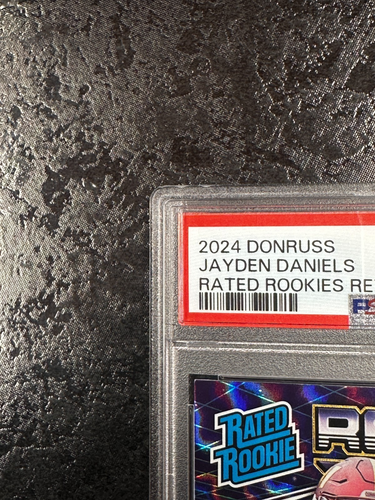 2024 DONRUSS
JAYDEN DANIELS
RATED ROOKIES RE
RATED
ROOKIE